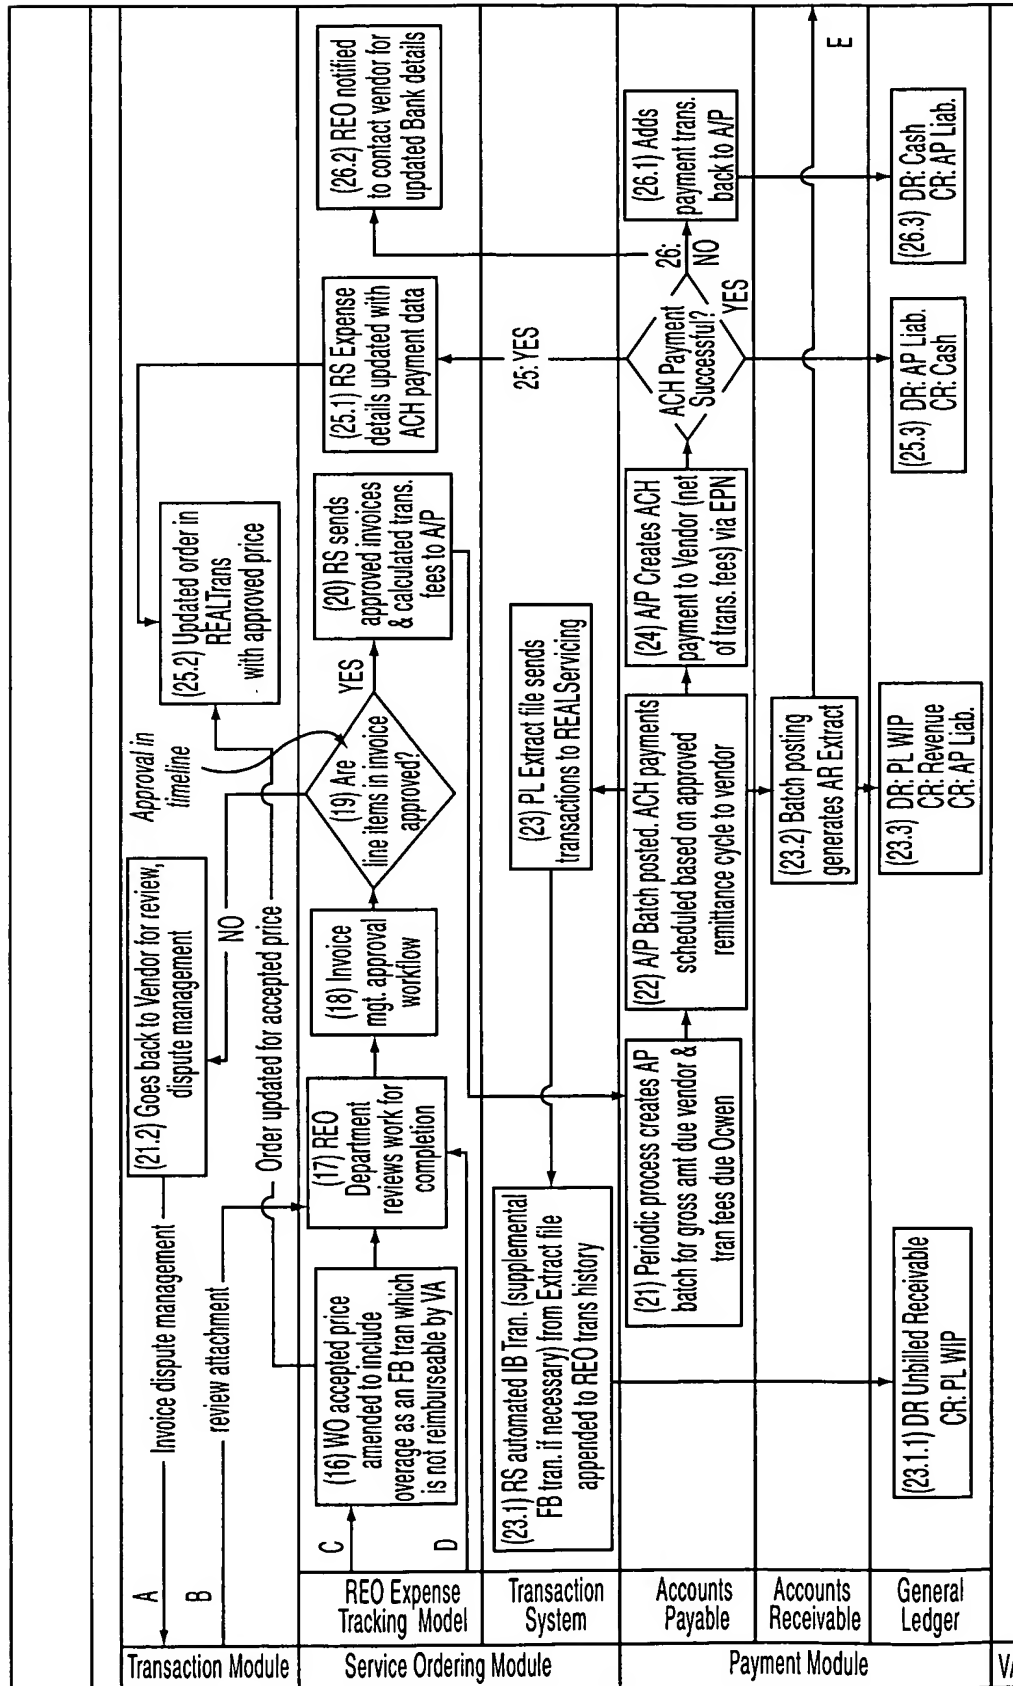 Transaction Module
A
Invoice dispute management
B
review attachment
(21.2) Goes back to Vendor for review,
dispute management
NO
Order updated for accepted price
Approval in
timeline
(25.2) Updated order in
REALTrans
with approved price
Service Ordering Module
REO Expense
Tracking Model
C
D
(16) WO accepted price
amended to include
overage as an FB tran which
is not reimburseable by VA
(17) REO
Department
reviews work for
completion
(18) Invoice
mgt. approval
workflow
(19) Are
line items in invoice
approved?
YES
(20) RS sends
approved invoices
& calculated trans.
fees to A/P
(25.1) RS Expense
details updated with
ACH payment data
(26.2) REO notified
to contact vendor for
updated Bank details
Transaction
System
(23.1) RS automated IB Tran. (supplemental
FB tran. if necessary) from Extract file
appended to REO trans history
(23) PL Extract file sends
transactions to REALServicing
25: YES
Payment Module
Accounts
Payable
(21) Periodic process creates AP
batch for gross amt due vendor &
tran fees due Ocwen
(22) A/P Batch posted. ACH payments
scheduled based on approved
remittance cycle to vendor
(24) A/P Creates ACH
payment to Vendor (net
of trans. fees) via EPN
ACH Payment
Successful?
26:
NO
YES
(26.1) Adds
payment trans.
back to A/P
Accounts
Receivable
(23.2) Batch posting
generates AR Extract
E
General
Ledger
(23.1.1) DR Unbilled Receivable
CR: PL WIP
(23.3) DR: PL WIP
CR: Revenue
CR: AP Liab.
(25.3) DR: AP Liab.
CR: Cash
(26.3) DR: Cash
CR: AP Liab.